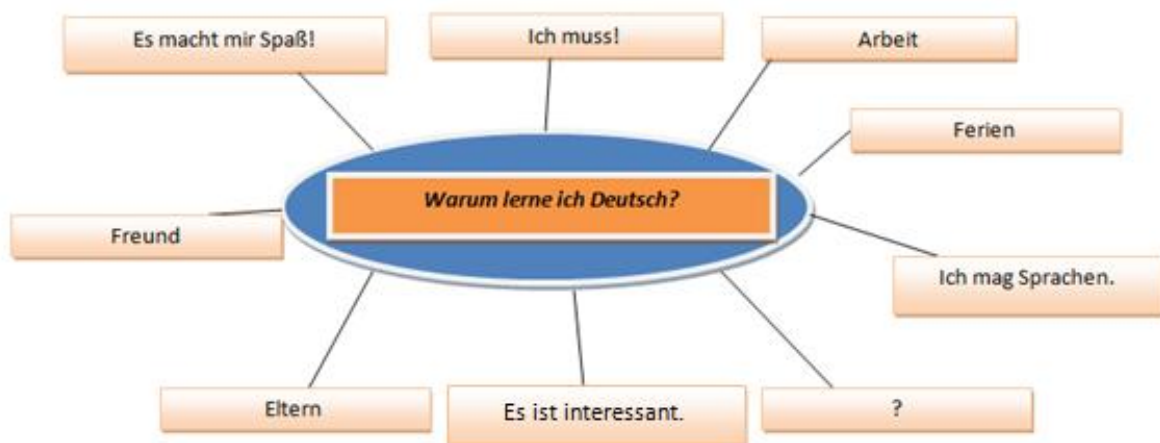 Es macht mir Spaß!
Ich muss!
Arbeit
Ferien
Warum lerne ich Deutsch?
Freund
Ich mag Sprachen.
Eltern
Es ist interessant.
?